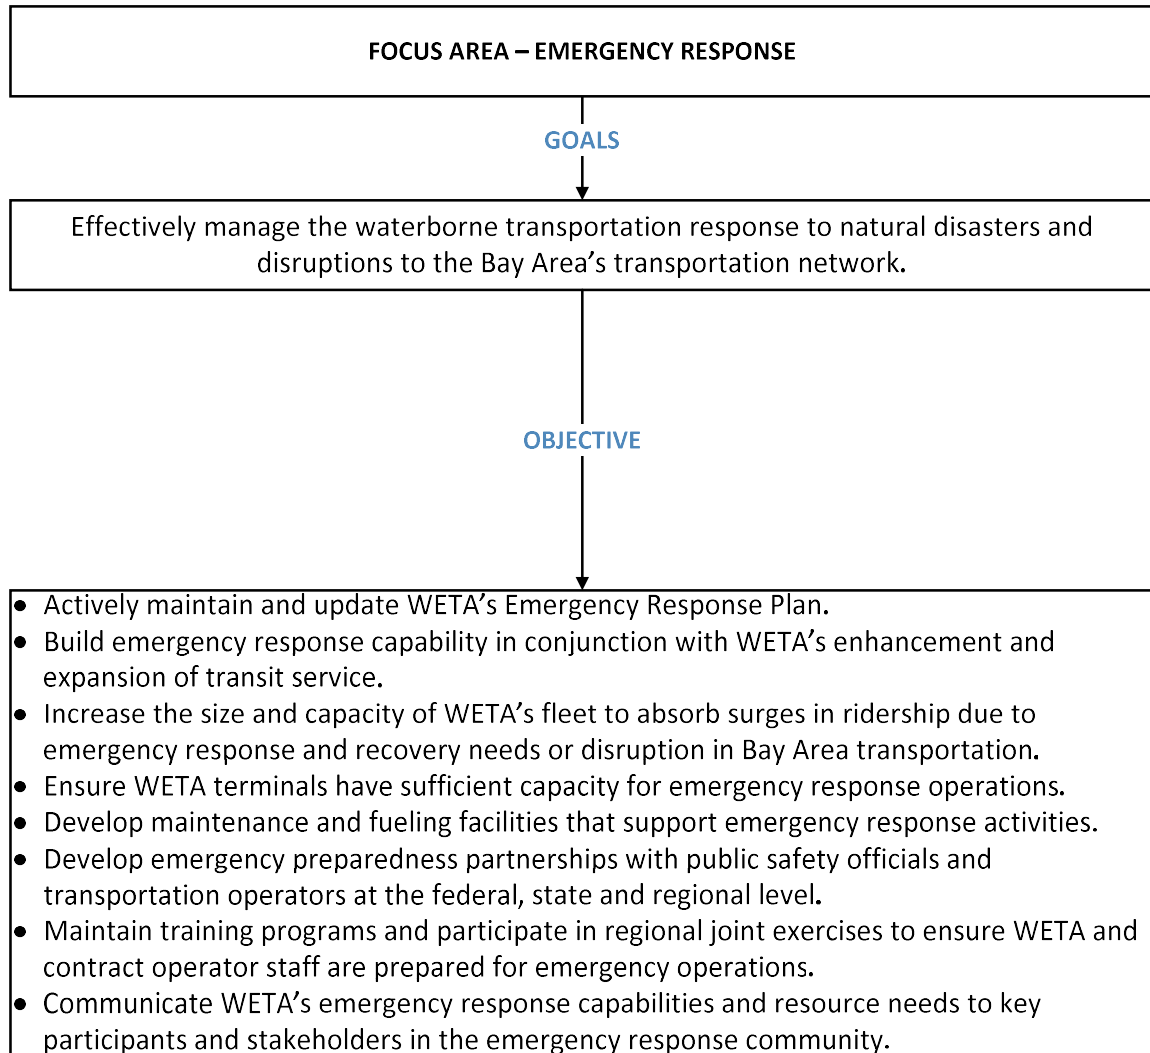 FOCUS AREA – EMERGENCY RESPONSE
GOALS
Effectively manage the waterborne transportation response to natural disasters and
disruptions to the Bay Area’s transportation network.
OBJECTIVE
• Actively maintain and update WETA’s Emergency Response Plan.
• Build emergency response capability in conjunction with WETA’s enhancement and
expansion of transit service.
• Increase the size and capacity of WETA’s fleet to absorb surges in ridership due to
emergency response and recovery needs or disruption in Bay Area transportation.
• Ensure WETA terminals have sufficient capacity for emergency response operations.
• Develop maintenance and fueling facilities that support emergency response activities.
• Develop emergency preparedness partnerships with public safety officials and
transportation operators at the federal, state and regional level.
• Maintain training programs and participate in regional joint exercises to ensure WETA and
contract operator staff are prepared for emergency operations.
• Communicate WETA’s emergency response capabilities and resource needs to key
participants and stakeholders in the emergency response community.